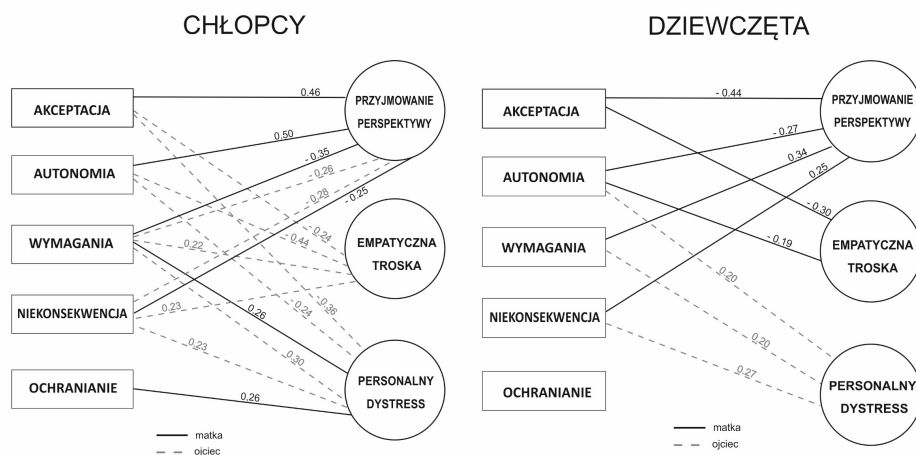 CHŁOPCY
AKCEPTACJA
AUTONOMIA
WYMAGANIA
NIEKONSEKWENCJA
OCHRANIANIE
0.46
0.50
- 0.35
- 0.26
- 0.28
- 0.25
- 0.24
- 0.44
0.22
0.23
0.36
0.24
0.26
0.30
0.23
0.26
PRZYJMOWANIE
PERSPEKTYWY
EMPATYCZNA
TROSKA
PERSONALNY
DYSTRESS
matka
ojciec
DZIEWCZĘTA
AKCEPTACJA
AUTONOMIA
WYMAGANIA
NIEKONSEKWENCJA
OCHRANIANIE
- 0.44
- 0.27
0.34
0.25
- 0.30
- 0.19
0.20
0.20
0.27
PRZYJMOWANIE
PERSPEKTYWY
EMPATYCZNA
TROSKA
PERSONALNY
DYSTRESS
matka
ojciec